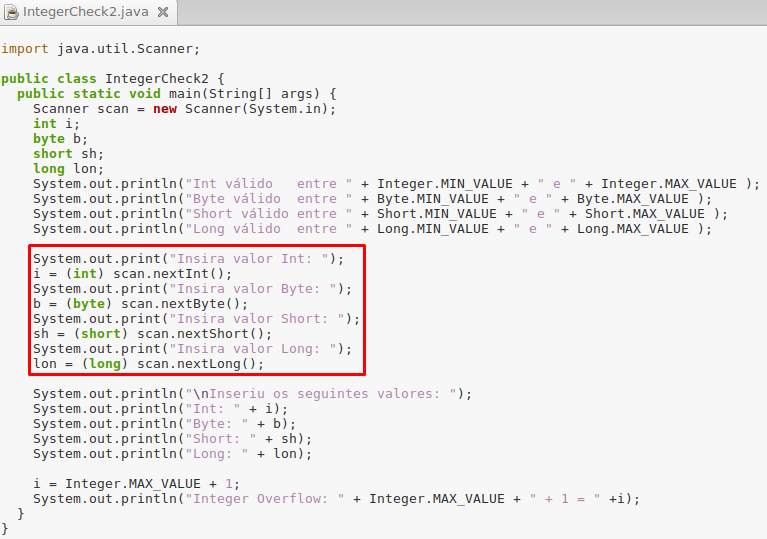 IntegerCheck2.java
import java.util.Scanner;
public class IntegerCheck2 {
public static void main(String[] args) {
Scanner scan = new Scanner(System.in);
int i;
byte b;
short sh;
long lon;
System.out.println("Int válido   entre " + Integer.MIN_VALUE + " e " + Integer.MAX_VALUE );
System.out.println("Byte válido  entre " + Byte.MIN_VALUE + " e " + Byte.MAX_VALUE );
System.out.println("Short válido entre " + Short.MIN_VALUE + " e " + Short.MAX_VALUE );
System.out.println("Long válido  entre " + Long.MIN_VALUE + " e " + Long.MAX_VALUE );
System.out.print("Insira valor Int: ");
i = (int) scan.nextInt();
System.out.print("Insira valor Byte: ");
b = (byte) scan.nextByte();
System.out.print("Insira valor Short: ");
sh = (short) scan.nextShort();
System.out.print("Insira valor Long: ");
lon = (long) scan.nextLong();
System.out.println("\nInseriu os seguintes valores: ");
System.out.println("Int: " + i);
System.out.println("Byte: " + b);
System.out.println("Short: " + sh);
System.out.println("Long: " + lon);
i = Integer.MAX_VALUE + 1;
System.out.println("Integer Overflow: " + Integer.MAX_VALUE + " + 1 = " +i);
}
}